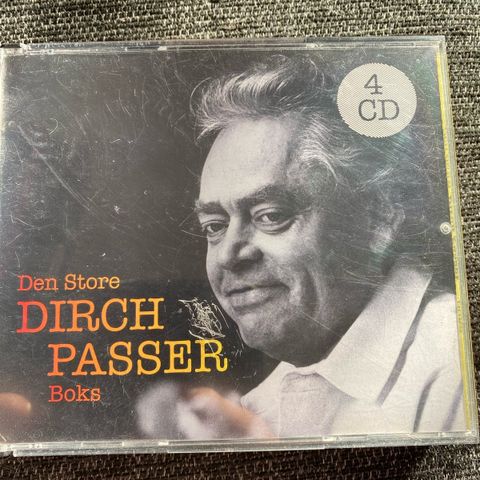 4
CD
Den Store
DIRCH
PASSER
Boks